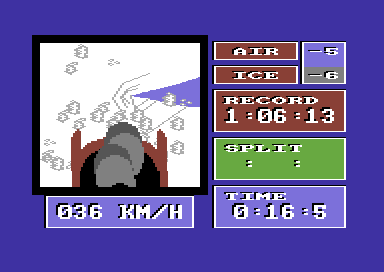 AIR -5
ICE -6
RECORD
1:06:13
SPLIT
: :
TIME
0:16:5
036 KM/H